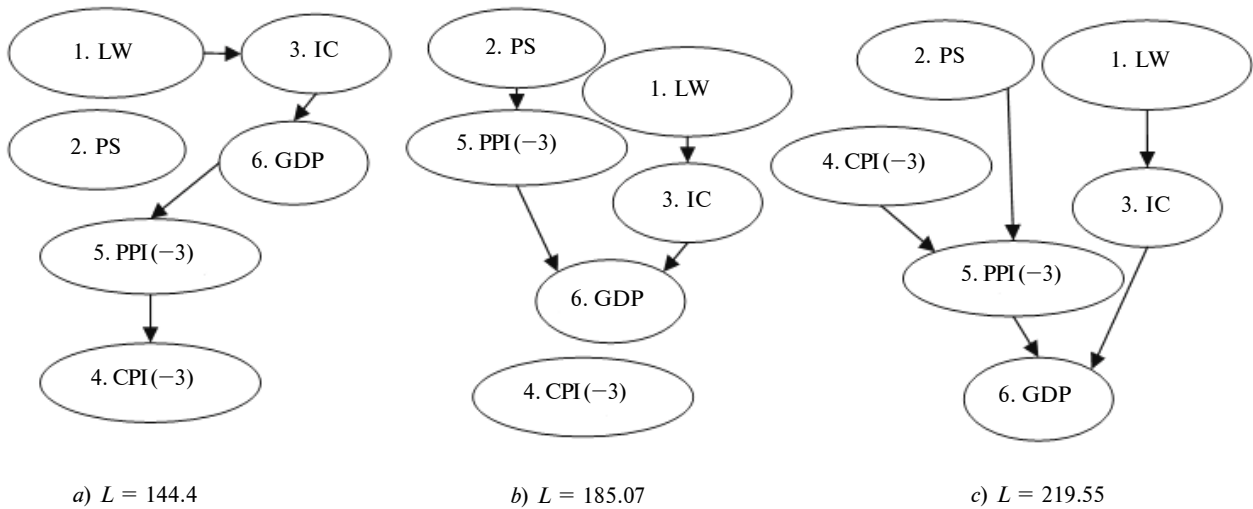 1. LW
3. IC
2. PS
6. GDP
5. PPI(−3)
4. CPI(−3)
a) L = 144.4
2. PS
1. LW
5. PPI(−3)
3. IC
6. GDP
4. CPI(−3)
b) L = 185.07
2. PS
1. LW
4. CPI(−3)
3. IC
5. PPI(−3)
6. GDP
c) L = 219.55